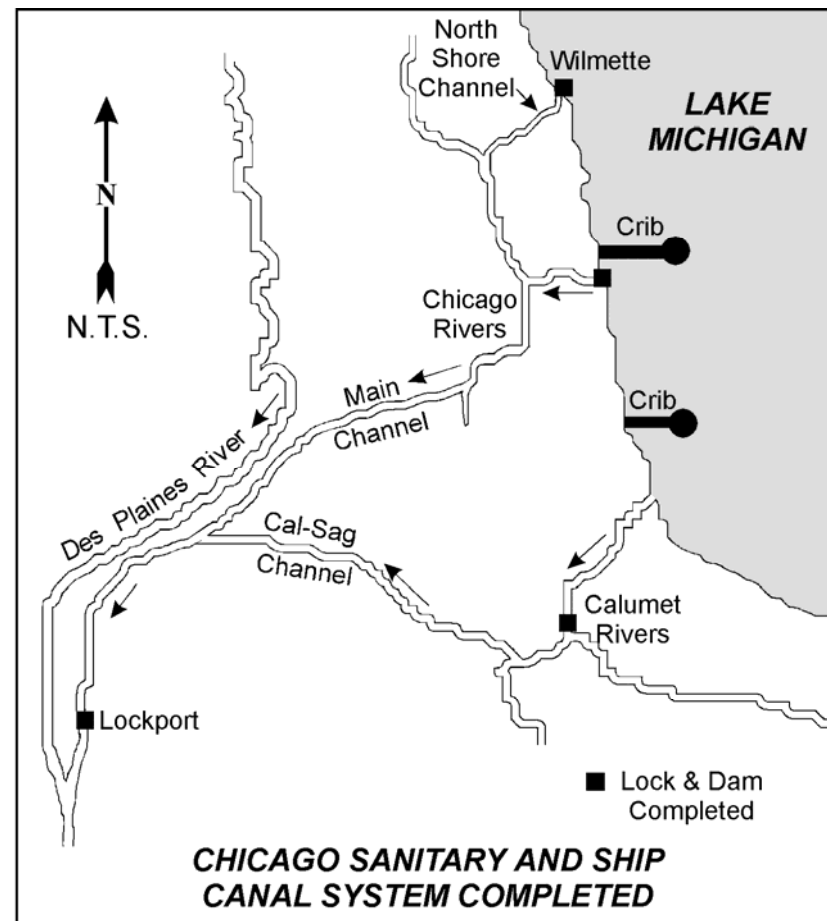 North
Shore
Channel
Wilmette
LAKE
MICHIGAN
N
N.T.S.
Crib
Chicago
Rivers
Main
Channel
Crib
Des Plaines River
Cal-Sag
Channel
Calumet
Rivers
Lockport
Lock & Dam
Completed
CHICAGO SANITARY AND SHIP
CANAL SYSTEM COMPLETED